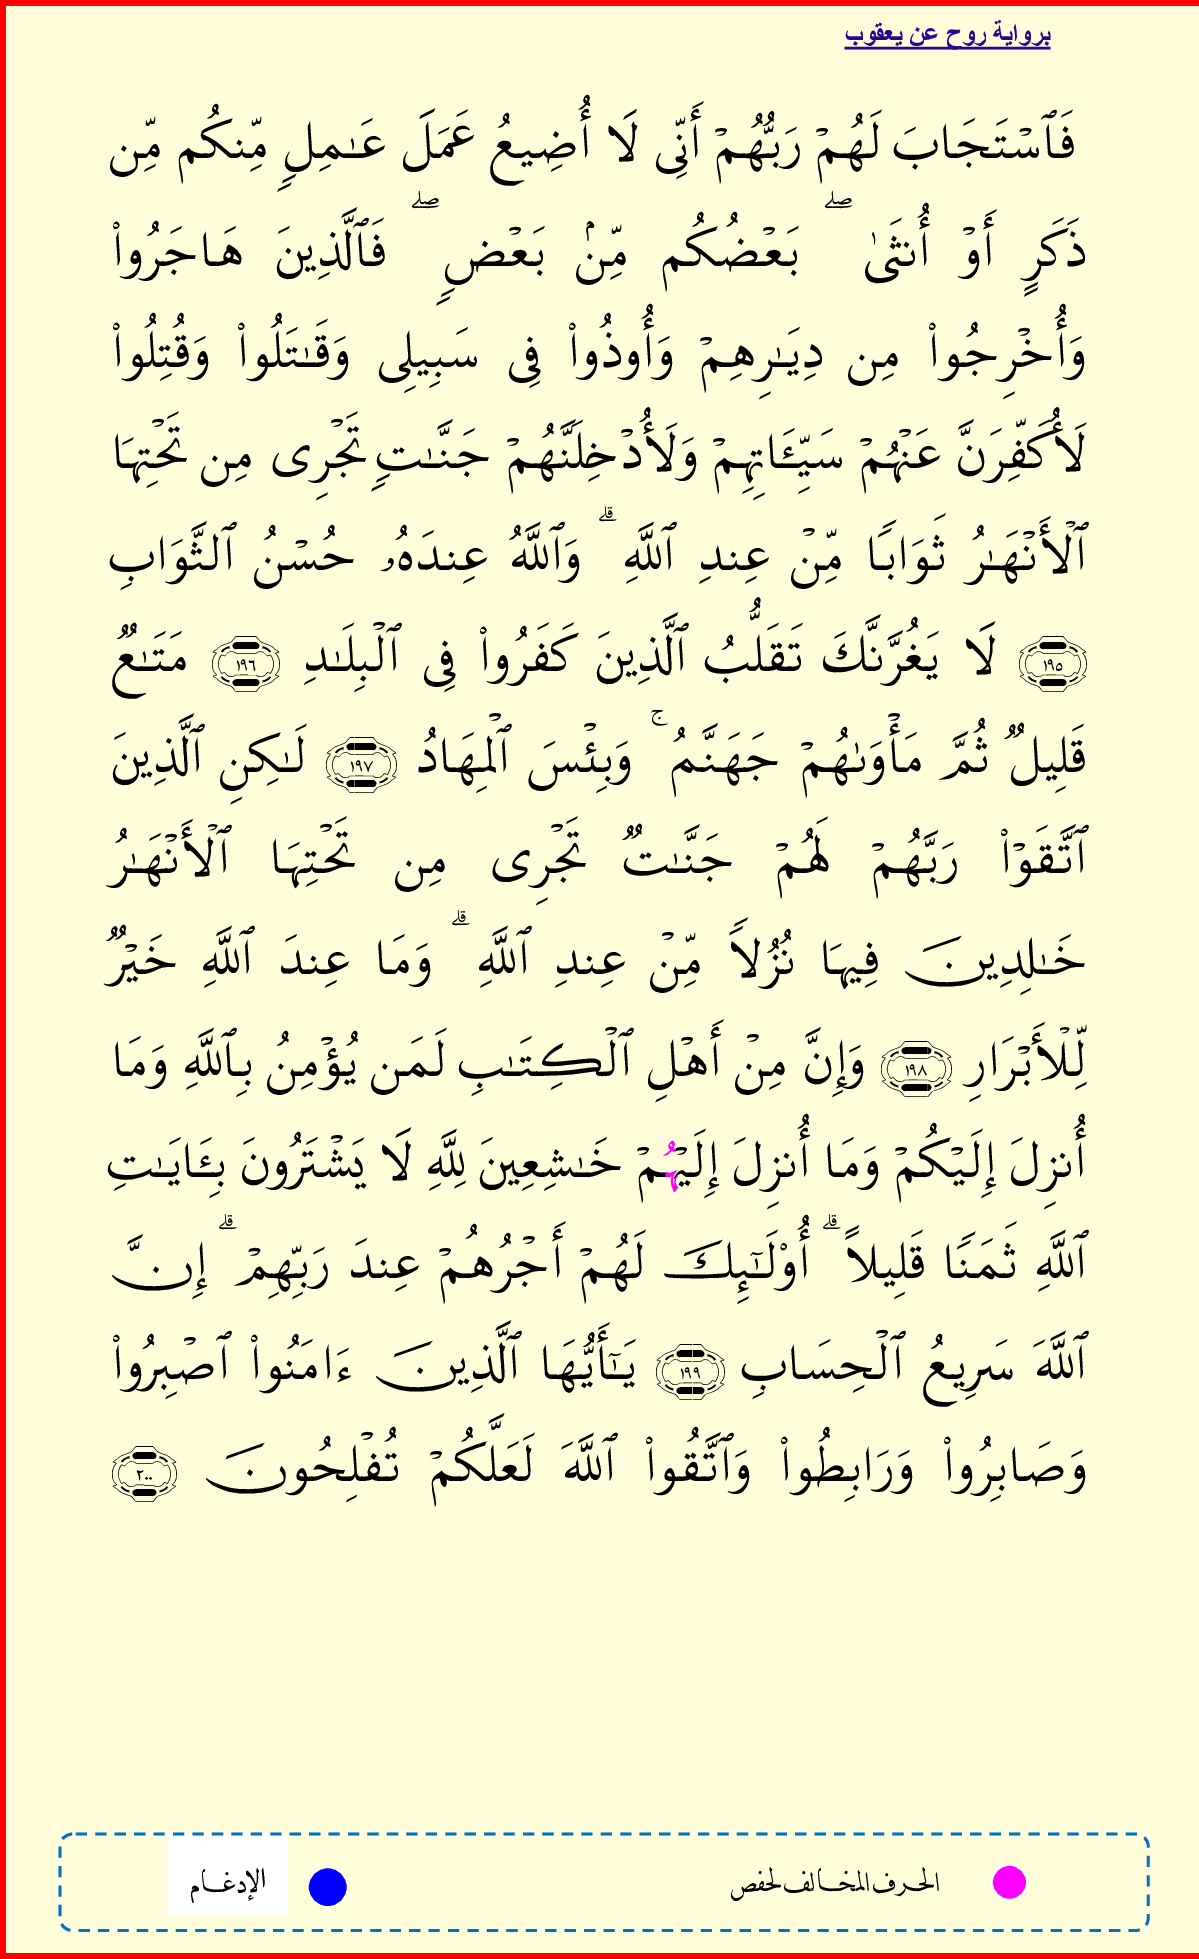 برواية روح عن يعقوب
فَٱسْتَجَابَ لَهُمْ رَبُّهُمْ أَنِّى لَا أُضِيعُ عَمَلَ عَـٰمِلٍ مِّنكُم مِّن
ذَكَرٍ أَوْ أُنثَىٰ ۖ بَعْضُكُم مِّنۢ بَعْضٍ ۖ فَٱلَّذِينَ هَاجَرُوا۟
وَأُخْرِجُوا۟ مِن دِيَـٰرِهِمْ وَأُوذُوا۟ فِى سَبِيلِى وَقَـٰتَلُوا۟ وَقُتِلُوا۟
لَأُكَفِّرَنَّ عَنْهُمْ سَيِّـَٔاتِهِمْ وَلَأُدْخِلَنَّهُمْ جَنَّـٰتٍ تَجْرِى مِن تَحْتِهَا
ٱلْأَنْهَـٰرُ ثَوَابًا مِّنْ عِندِ ٱللَّهِ ۗ وَٱللَّهُ عِندَهُۥ حُسْنُ ٱلثَّوَابِ
١٩٥ لَا يَغُرَّنَّكَ تَقَلُّبُ ٱلَّذِينَ كَفَرُوا۟ فِى ٱلْبِلَـٰدِ ١٩٦ مَتَـٰعٌ
قَلِيلٌ ثُمَّ مَأْوَىٰهُمْ جَهَنَّمُ ۚ وَبِئْسَ ٱلْمِهَادُ ١٩٧ لَـٰكِنِ ٱلَّذِينَ
ٱتَّقَوْا۟ رَبَّهُمْ لَهُمْ جَنَّـٰتٌ تَجْرِى مِن تَحْتِهَا ٱلْأَنْهَـٰرُ
خَـٰلِدِينَ فِيهَا نُزُلًا مِّنْ عِندِ ٱللَّهِ ۗ وَمَا عِندَ ٱللَّهِ خَيْرٌ
لِّلْأَبْرَارِ ١٩٨ وَإِنَّ مِنْ أَهْلِ ٱلْكِتَـٰبِ لَمَن يُؤْمِنُ بِٱللَّهِ وَمَا
أُنزِلَ إِلَيْكُمْ وَمَا أُنزِلَ إِلَيْهُمْ خَـٰشِعِينَ لِلَّهِ لَا يَشْتَرُونَ بِـَٔايَـٰتِ
ٱللَّهِ ثَمَنًا قَلِيلًا ۗ أُو۟لَـٰٓئِكَ لَهُمْ أَجْرُهُمْ عِندَ رَبِّهِمْ ۗ إِنَّ
ٱللَّهَ سَرِيعُ ٱلْحِسَابِ ١٩٩ يَـٰٓأَيُّهَا ٱلَّذِينَ ءَامَنُوا۟ ٱصْبِرُوا۟
وَصَابِرُوا۟ وَرَابِطُوا۟ وَٱتَّقُوا۟ ٱللَّهَ لَعَلَّكُمْ تُفْلِحُونَ ٢٠٠
الحرف المخالف لحفص
الإدغام